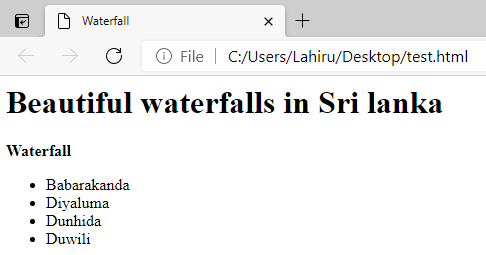 Waterfall
File | C:/Users/Lahiru/Desktop/test.html
Beautiful waterfalls in Sri lanka
Waterfall
• Babarakanda
• Diyaluma
• Dunhida
• Duwili